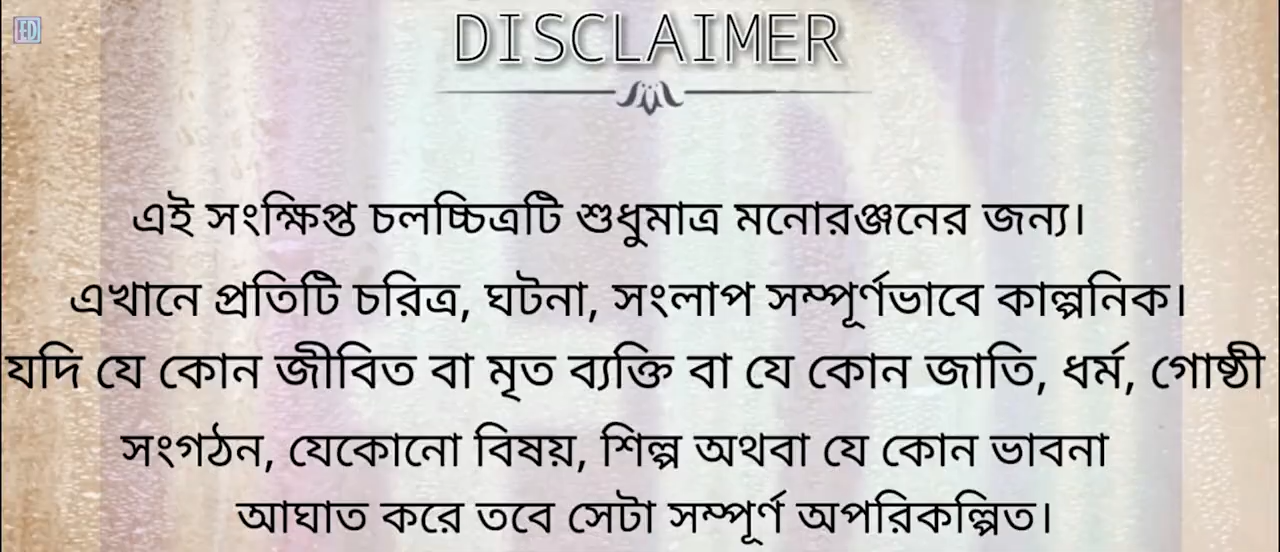 ED
DISCLAIMER
এই সংক্ষিপ্ত চলচ্চিত্রটি শুধুমাত্র মনোরঞ্জনের জন্য।
এখানে প্রতিটি চরিত্র, ঘটনা, সংলাপ সম্পূর্ণভাবে কাল্পনিক।
যদি যে কোন জীবিত বা মৃত ব্যক্তি বা যে কোন জাতি, ধর্ম, গোষ্ঠী
সংগঠন, যেকোনো বিষয়, শিল্প অথবা যে কোন ভাবনা
আঘাত করে তবে সেটা সম্পূর্ণ অপরিকল্পিত।